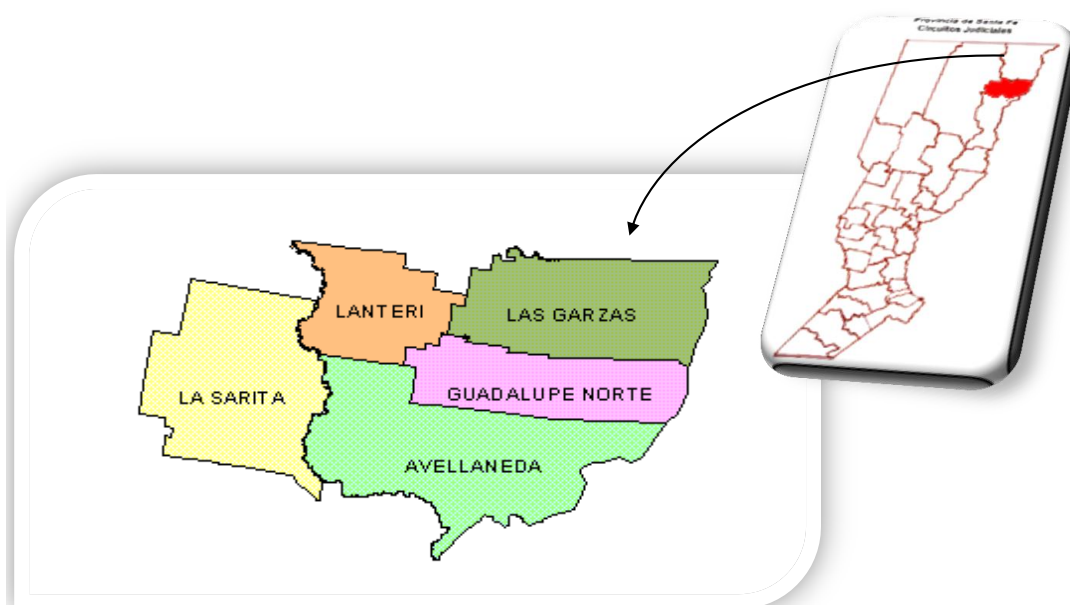 Provincia de Santa Fe
Circuitos Judiciales
LANTERI
LAS GARZAS
LA SARITA
GUADALUPE NORTE
AVELLANEDA